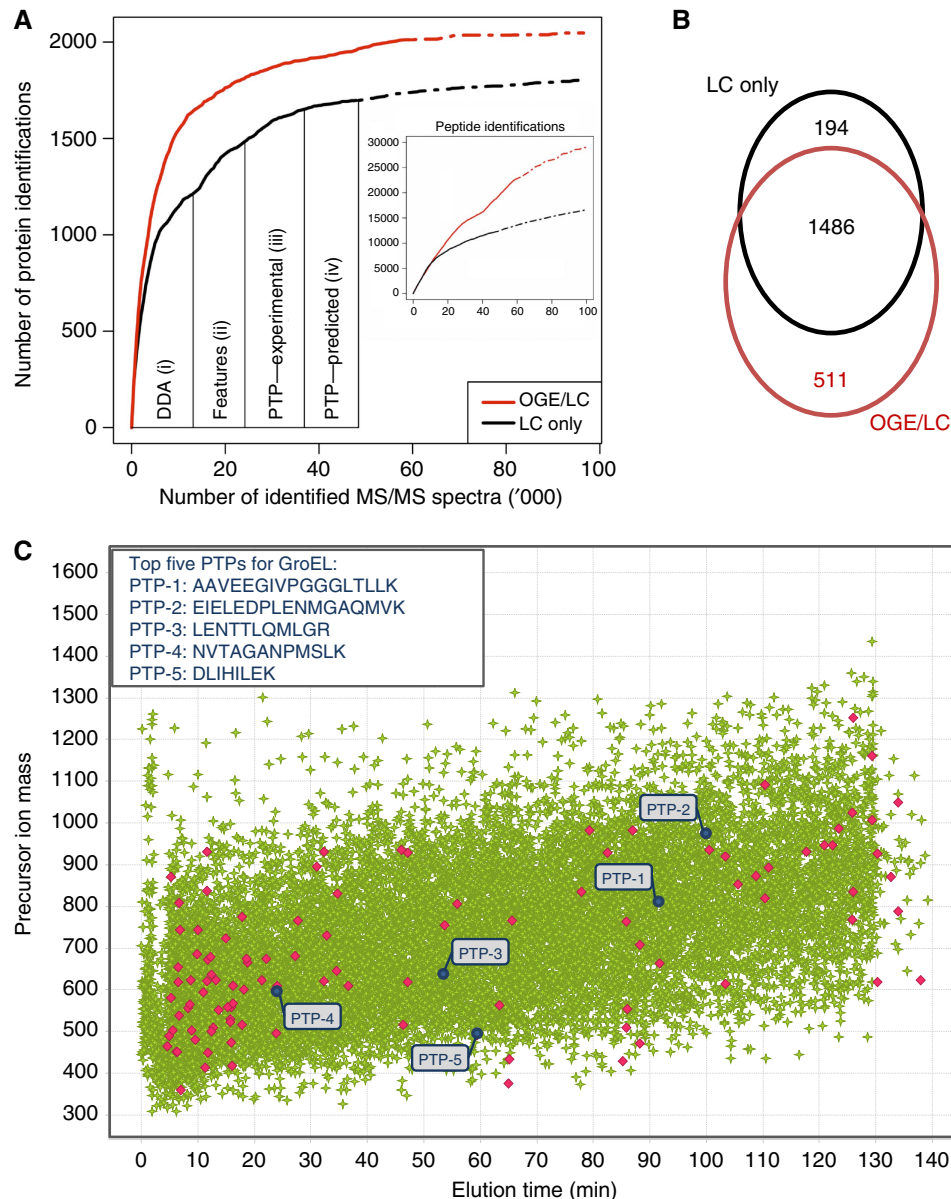 A
2000
1500
1000
500
0
Number of protein identifications
DDA (i)
Features (ii)
PTP—experimental (iii)
PTP—predicted (iv)
Peptide identifications
30000
25000
20000
15000
10000
5000
0
0 20 40 60 80 100
OGE/LC
LC only
0 20 40 60 80 100
Number of identified MS/MS spectra ('000)
B
LC only
194
1486
511
OGE/LC
C
Top five PTPs for GroEL:
PTP-1: AAVEEGIVPGGGLTLLK
PTP-2: EIELEDPLENMGAQMVK
PTP-3: LENTTLQMLGR
PTP-4: NVTAGANPMSLK
PTP-5: DLIHILEK
1600
1500
1400
1300
1200
1100
1000
900
800
700
600
500
400
300
Precursor ion mass
PTP-2
PTP-1
PTP-3
PTP-4
PTP-5
0 10 20 30 40 50 60 70 80 90 100 110 120 130 140
Elution time (min)